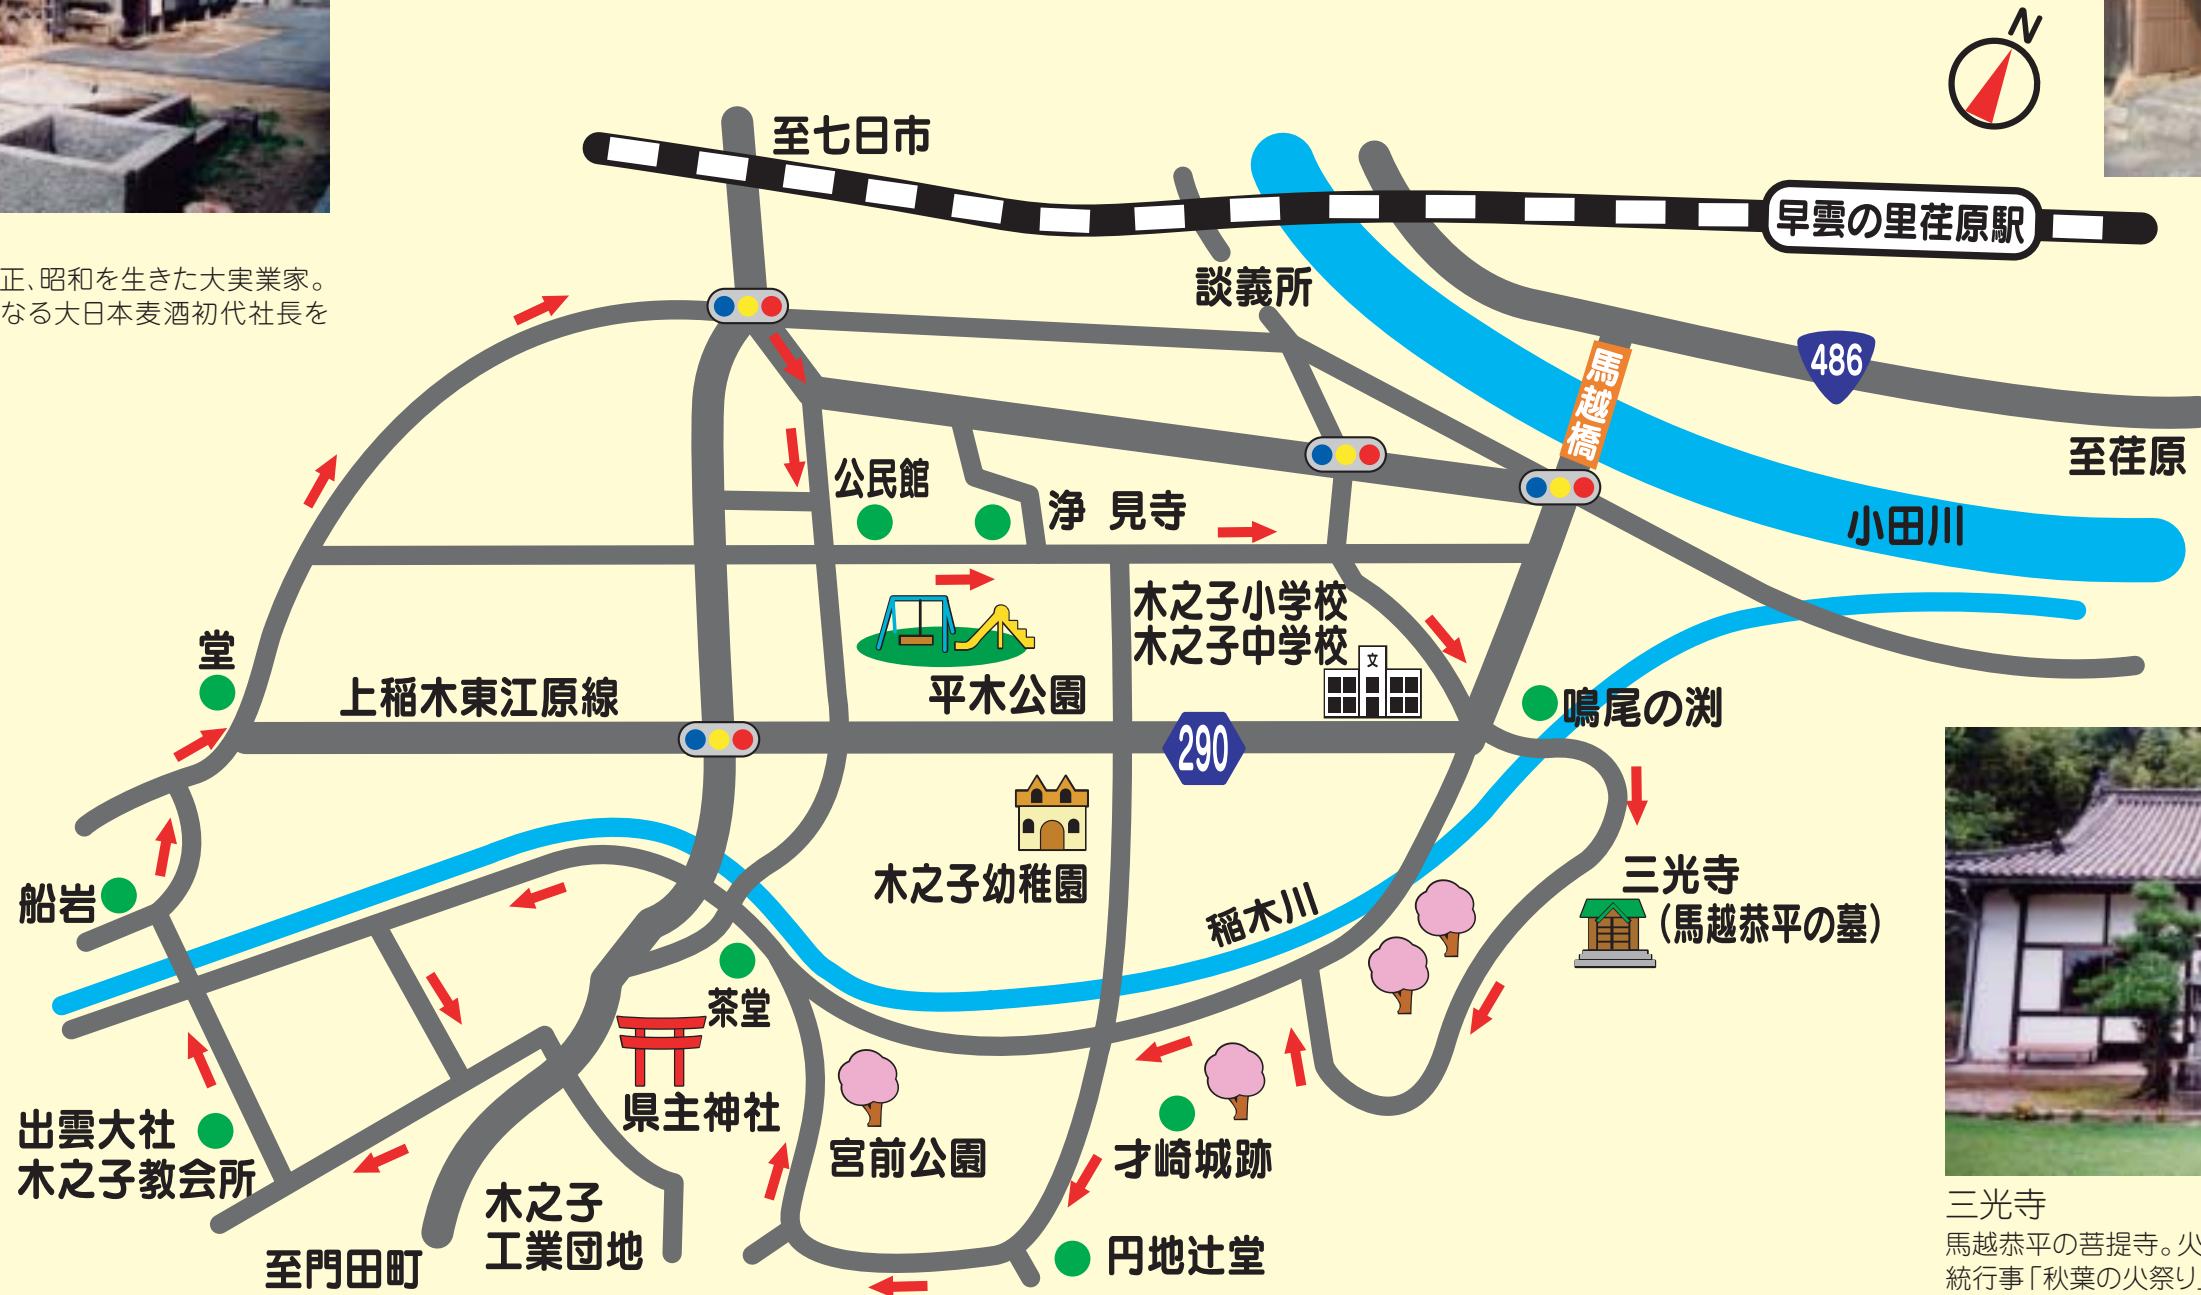 N
至七日市
早雲の里荏原駅
正、昭和を生きた大実業家。
なる大日本麦酒初代社長を
談義所
馬越橋
486
至荏原
公民館
浄見寺
小田川
木之子小学校
木之子中学校
文
堂
上稲木東江原線
平木公園
290
鳴尾の渕
木之子幼稚園
船岩
稲木川
三光寺
(馬越恭平の墓)
茶堂
県主神社
出雲大社
木之子教会所
宮前公園
才崎城跡
木之子
工業団地
至門田町
円地辻堂
三光寺
馬越恭平の菩提寺。火
統行事「秋葉の火祭り」